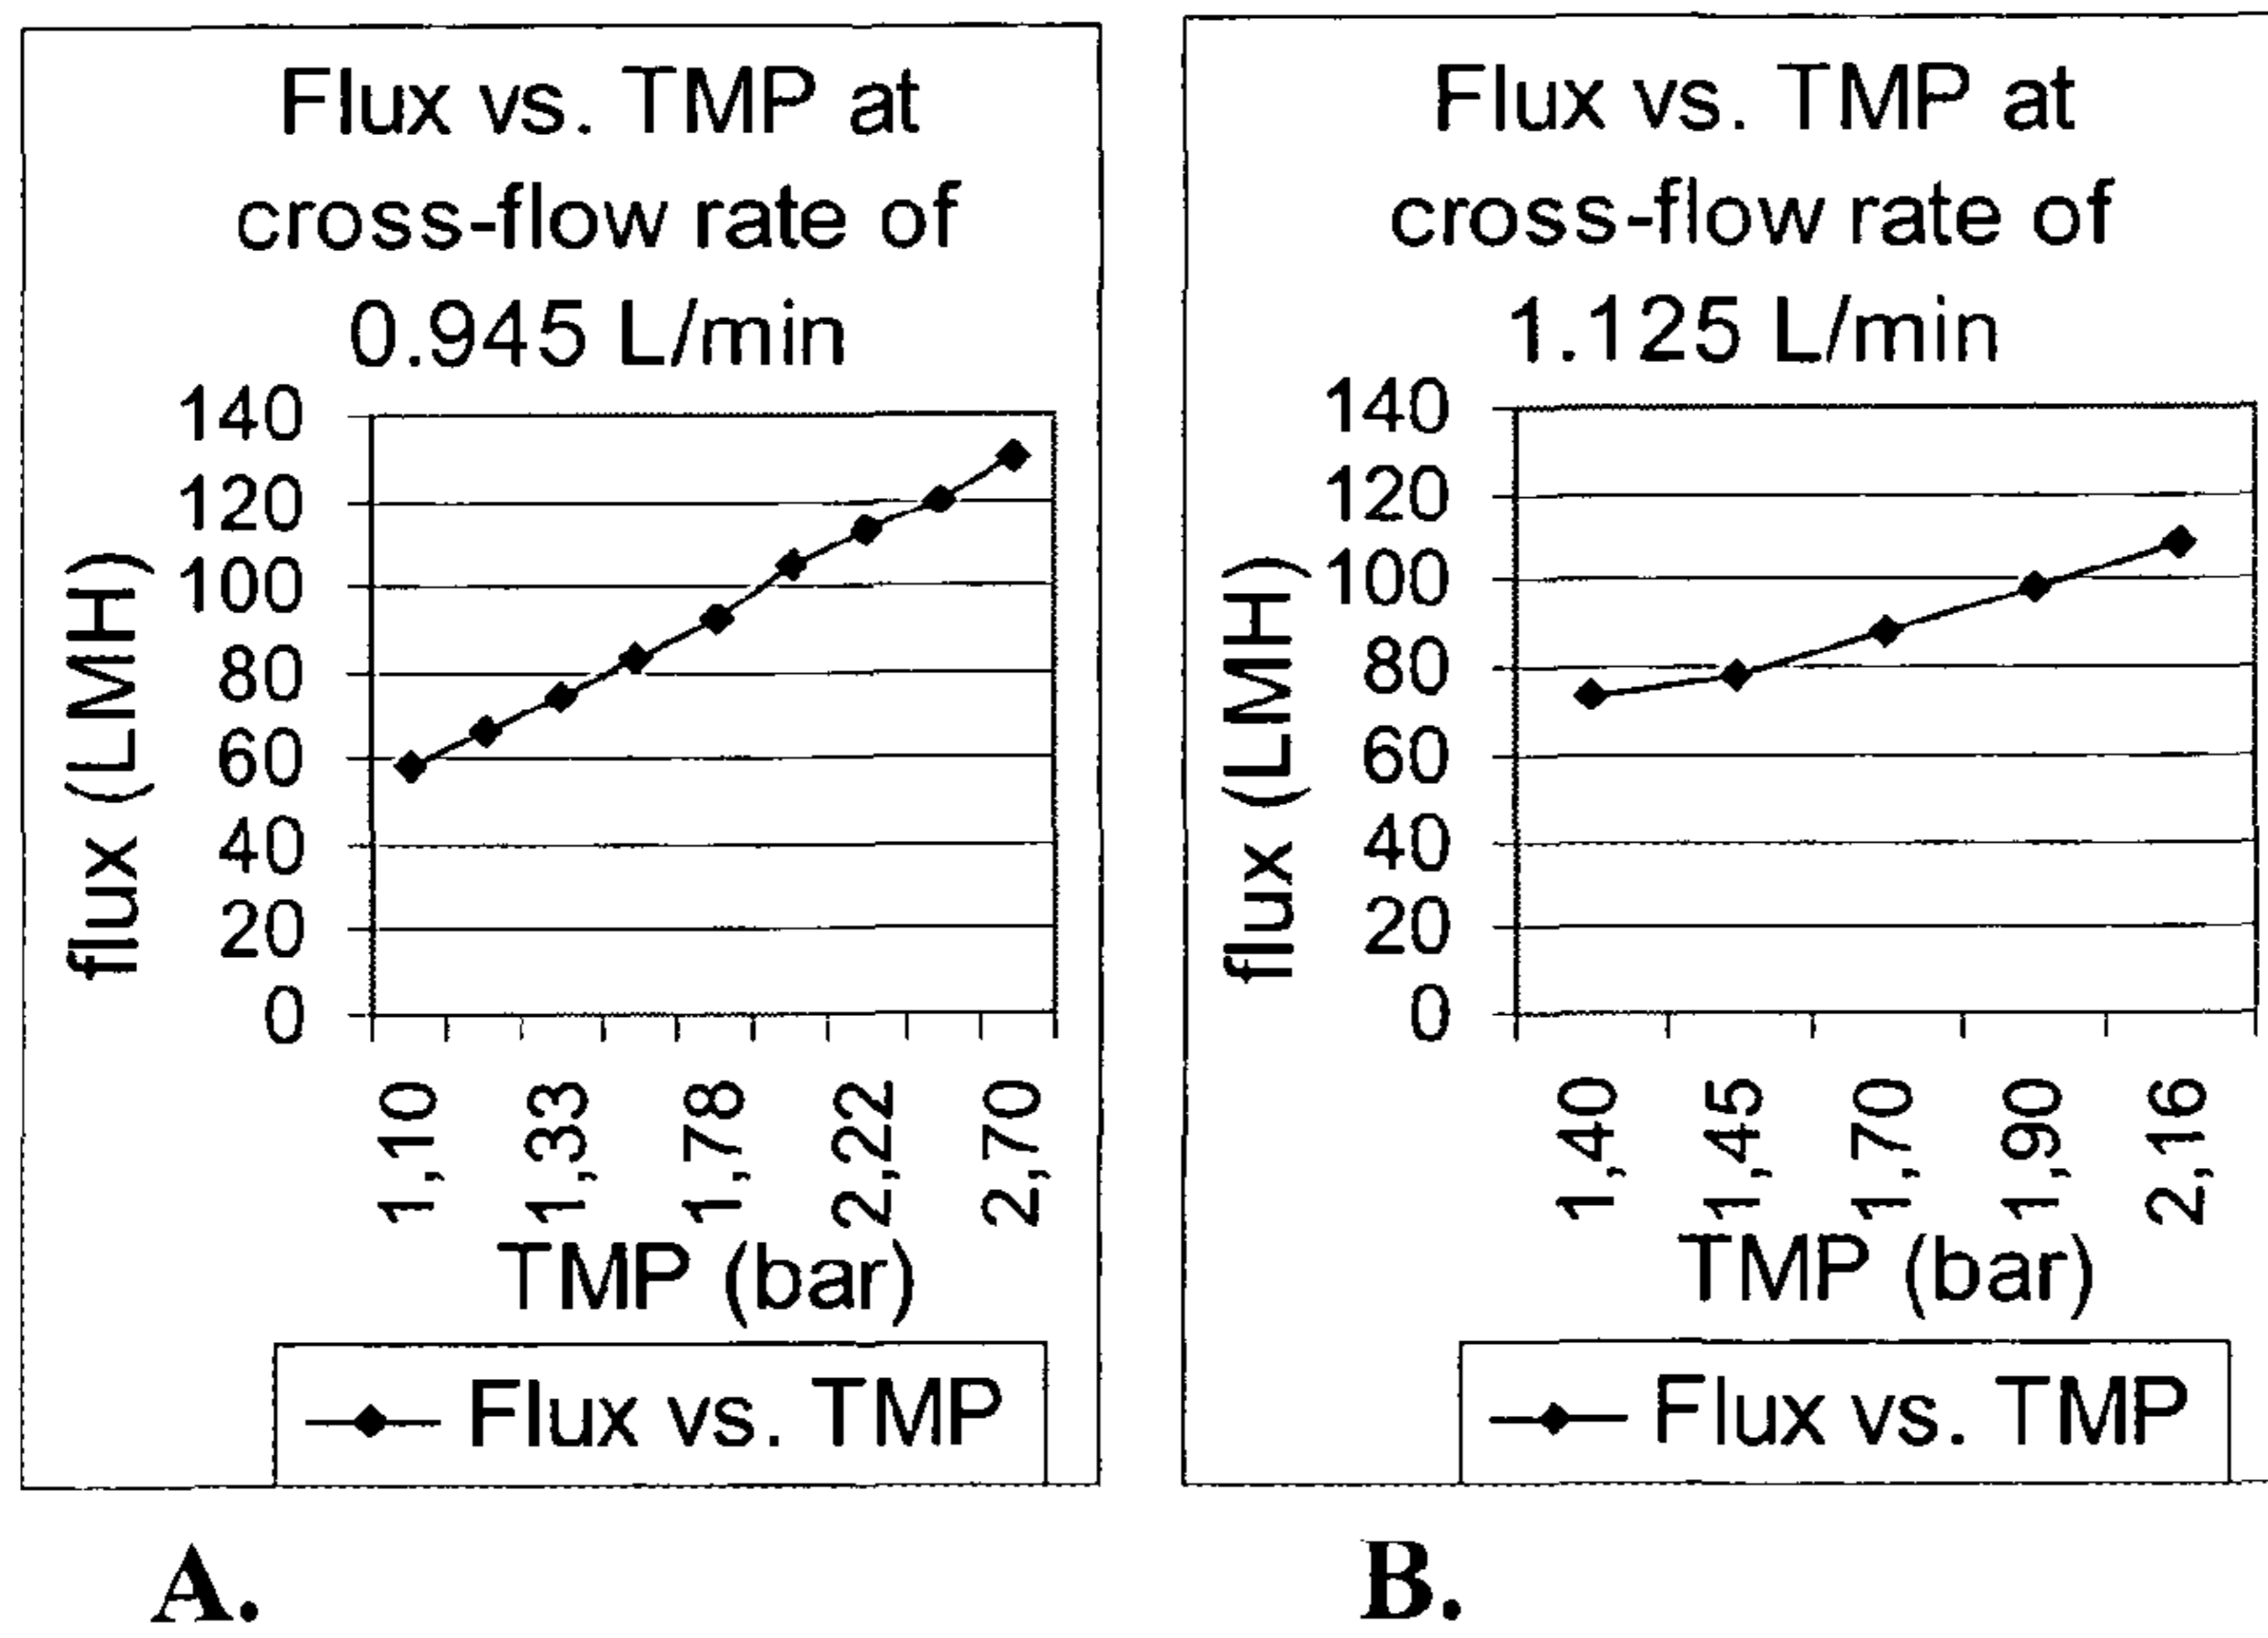 Flux vs. TMP at
cross-flow rate of
0.945 L/min
140
120
100
80
60
40
20
0
flux (LMH)
1,10
1,33
1,78
2,22
2,70
TMP (bar)
Flux vs. TMP
A.
Flux vs. TMP at
cross-flow rate of
1.125 L/min
140
120
100
80
60
40
20
0
flux (LMH)
1,40
1,45
1,70
1,90
2,16
TMP (bar)
Flux vs. TMP
B.